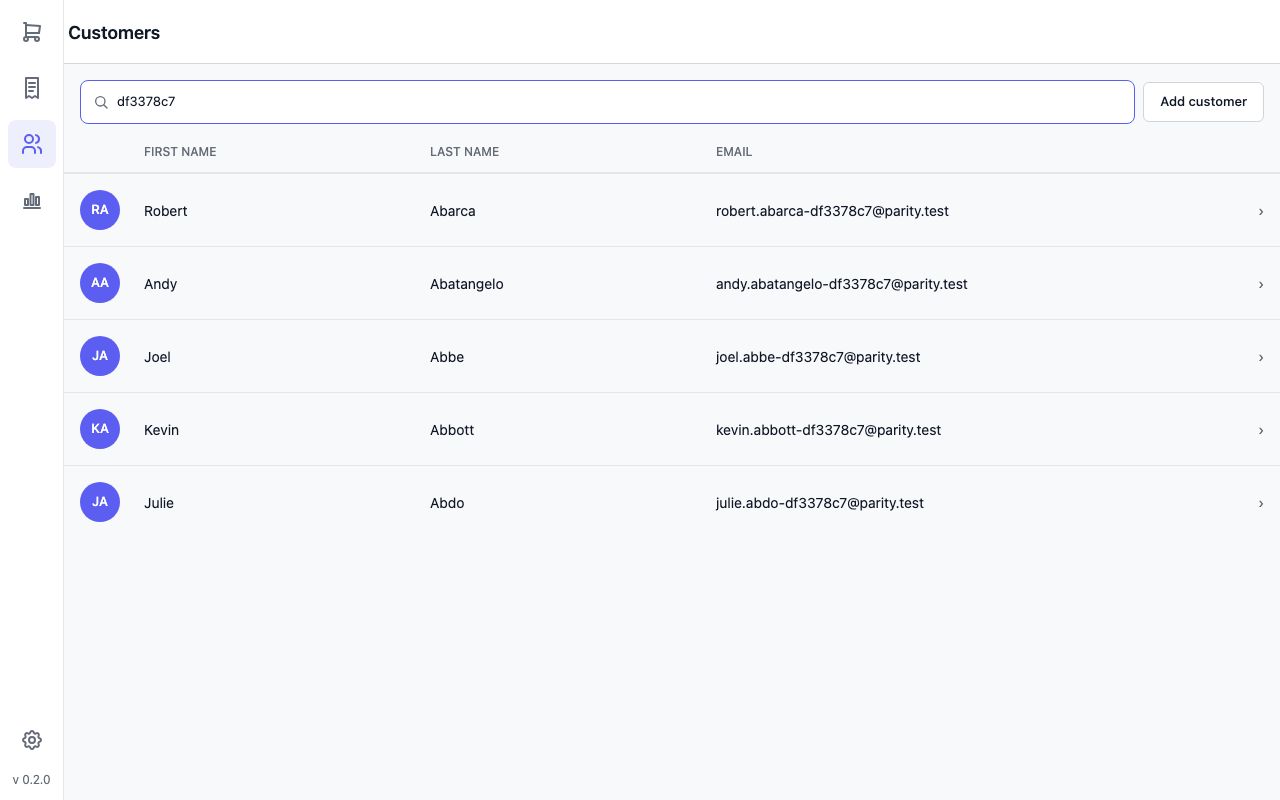 Customers
df3378c7
Add customer
FIRST NAME LAST NAME EMAIL
RA Robert Abarca robert.abarca-df3378c7@parity.test ›
AA Andy Abatangelo andy.abatangelo-df3378c7@parity.test ›
JA Joel Abbe joel.abbe-df3378c7@parity.test ›
KA Kevin Abbott kevin.abbott-df3378c7@parity.test ›
JA Julie Abdo julie.abdo-df3378c7@parity.test ›
v 0.2.0